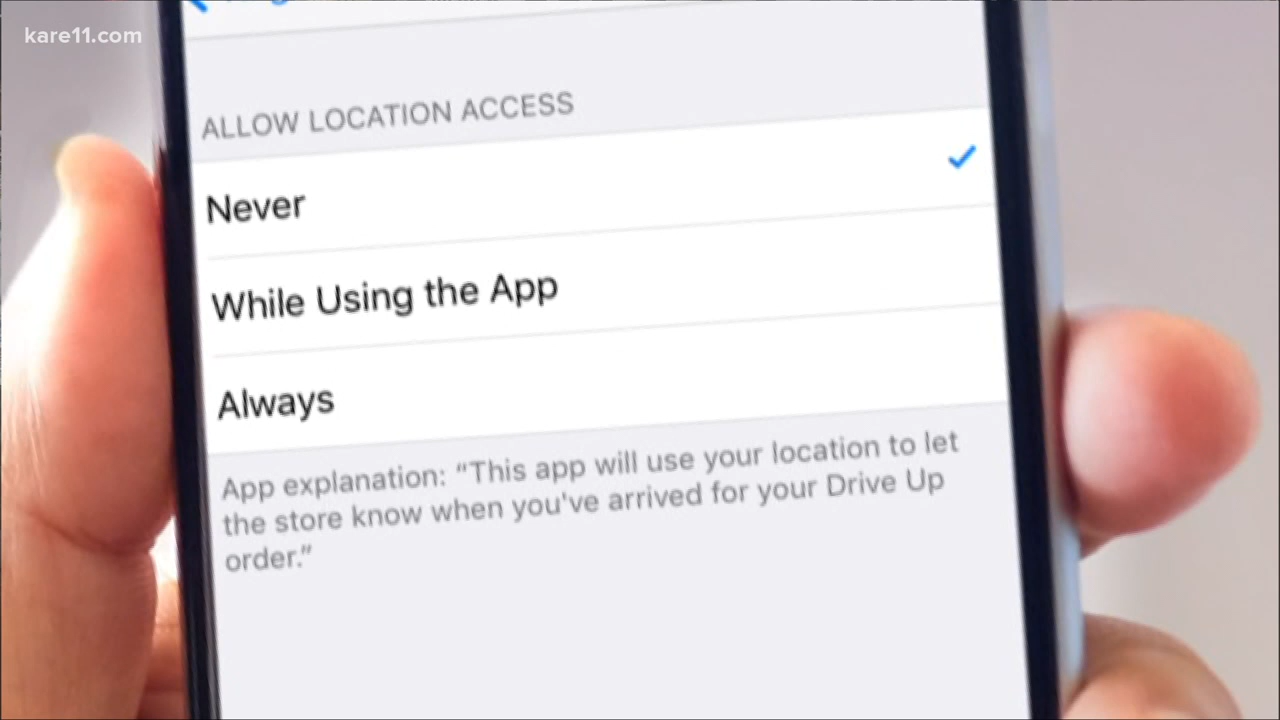 kare11.com
ALLOW LOCATION ACCESS
Never
While Using the App
Always
App explanation: “This app will use your location to let
the store know when you've arrived for your Drive Up
order.”